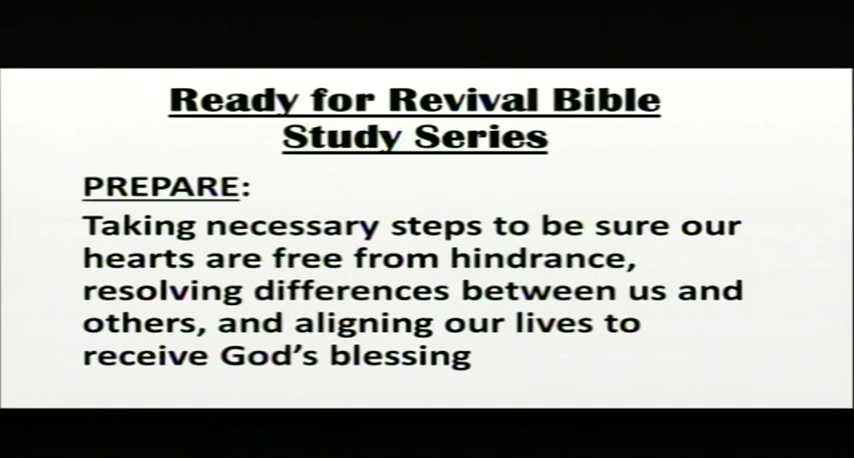 Ready for Revival Bible
Study Series
PREPARE:
Taking necessary steps to be sure our
hearts are free from hindrance,
resolving differences between us and
others, and aligning our lives to
receive God's blessing